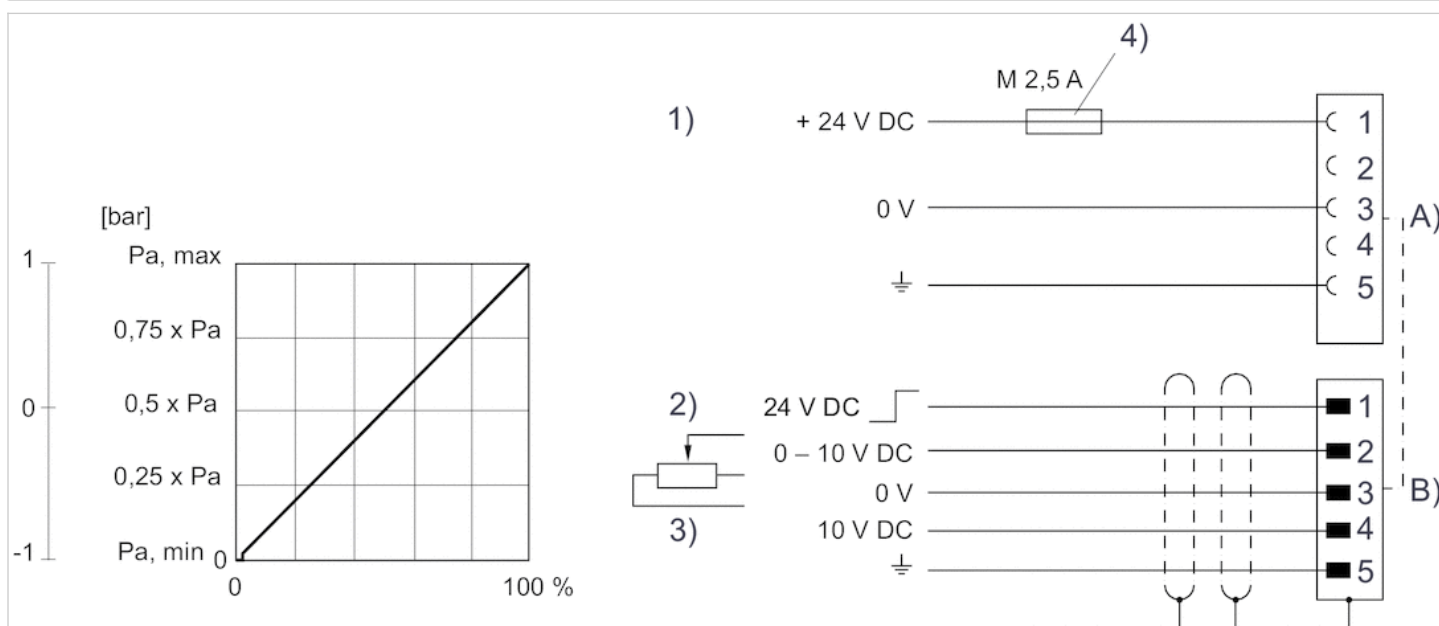 [bar]
1
0
-1
Pa, max
0,75 x Pa
0,5 x Pa
0,25 x Pa
Pa, min 0
0
100 %
4)
M 2,5 A
1)
+ 24 V DC
0 V
1
2
3
4
5
A)
2)
24 V DC
0 – 10 V DC
0 V
3)
10 V DC
1
2
3
4
5
B)